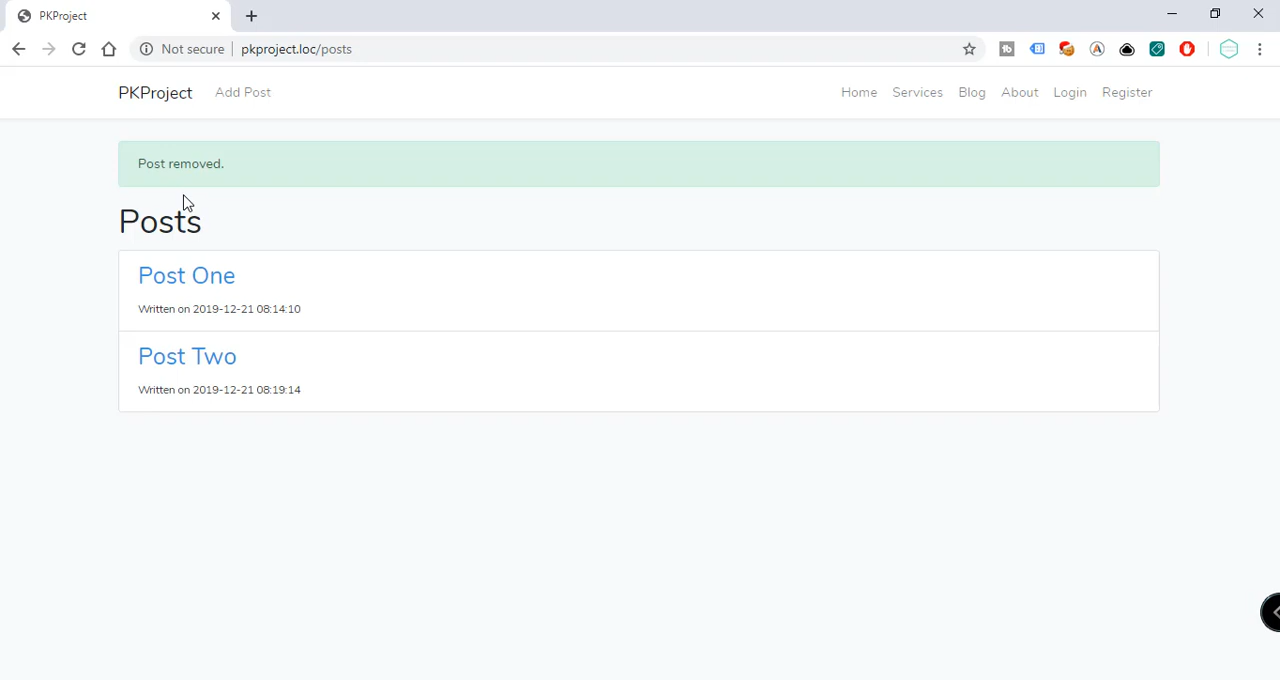 PKProject
Not secure pkproject.loc/posts
PKProject Add Post Home Services Blog About Login Register
Post removed.
Posts
Post One
Written on 2019-12-21 08:14:10
Post Two
Written on 2019-12-21 08:19:14